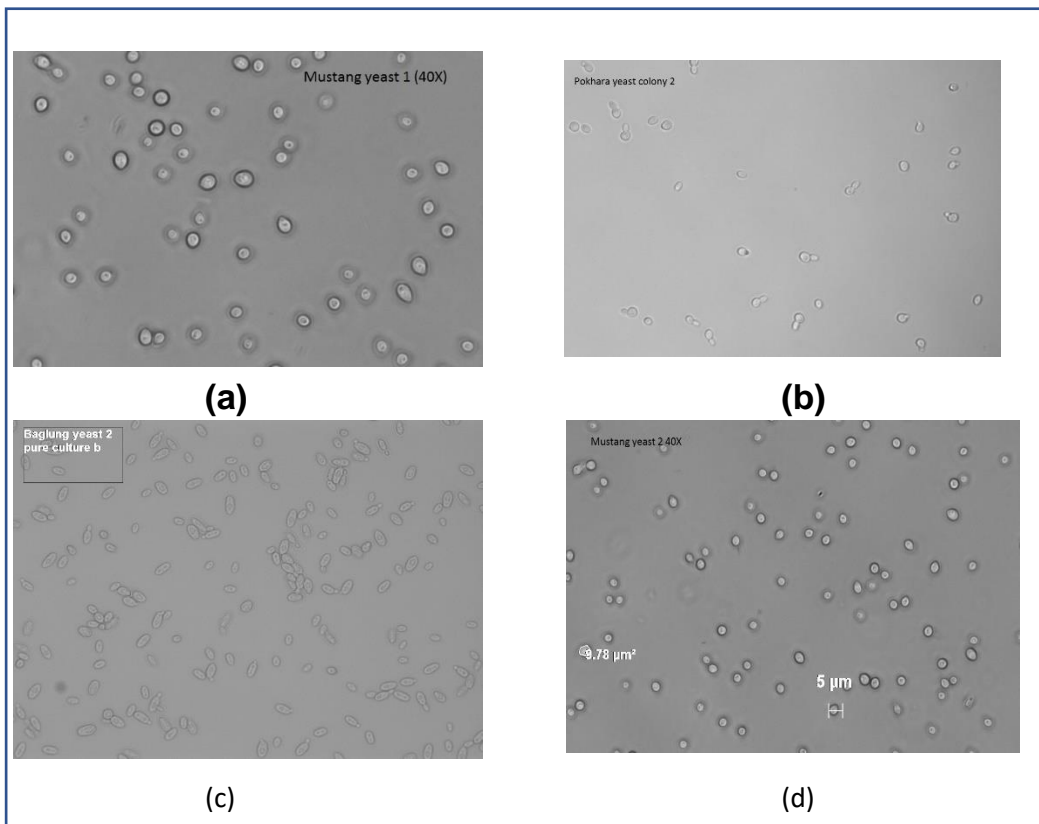 Mustang yeast 1 (40X)
Pokhara yeast colony 2
(a)
(b)
Baglung yeast 2
pure culture b
Mustang yeast 2 40X
9.78 µm²
5 µm
(c)
(d)